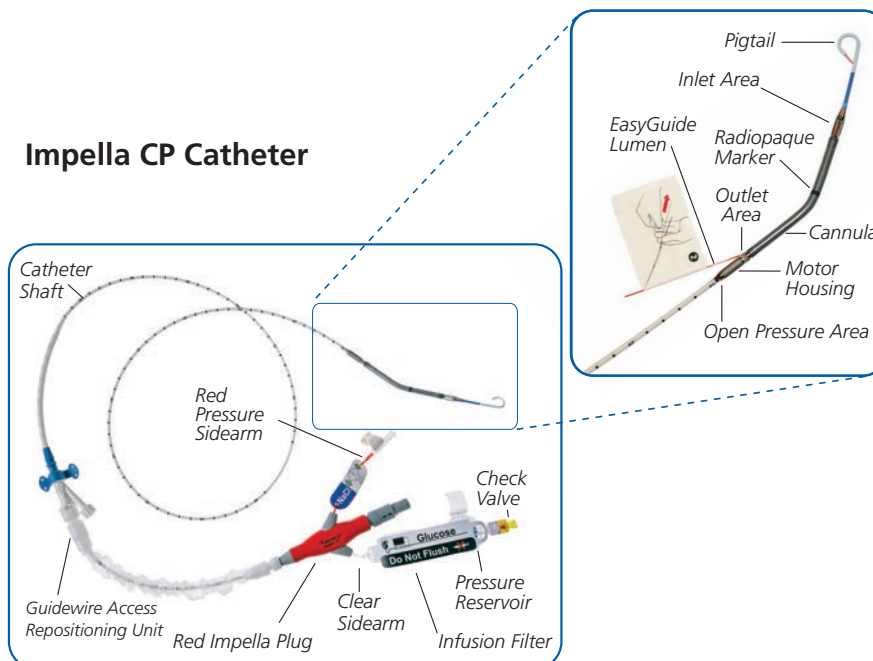 Impella CP Catheter
Pigtail
Inlet Area
EasyGuide
Lumen
Radiopaque
Marker
Outlet
Area
Cannula
Motor
Housing
Open Pressure Area
Catheter
Shaft
Red
Pressure
Sidearm
NaCl
Check
Valve
Glucose
Do Not Flush
Pressure
Reservoir
Guidewire Access
Repositioning Unit
Red Impella Plug
Clear
Sidearm
Infusion Filter